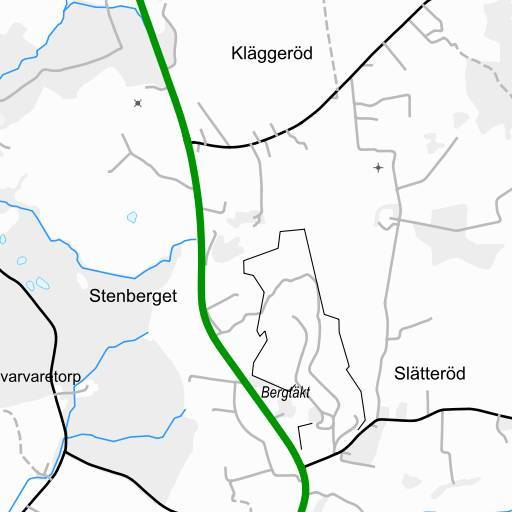 Kläggeröd
Stenberget
varvaretorp
Slätteröd
Bergtäkt